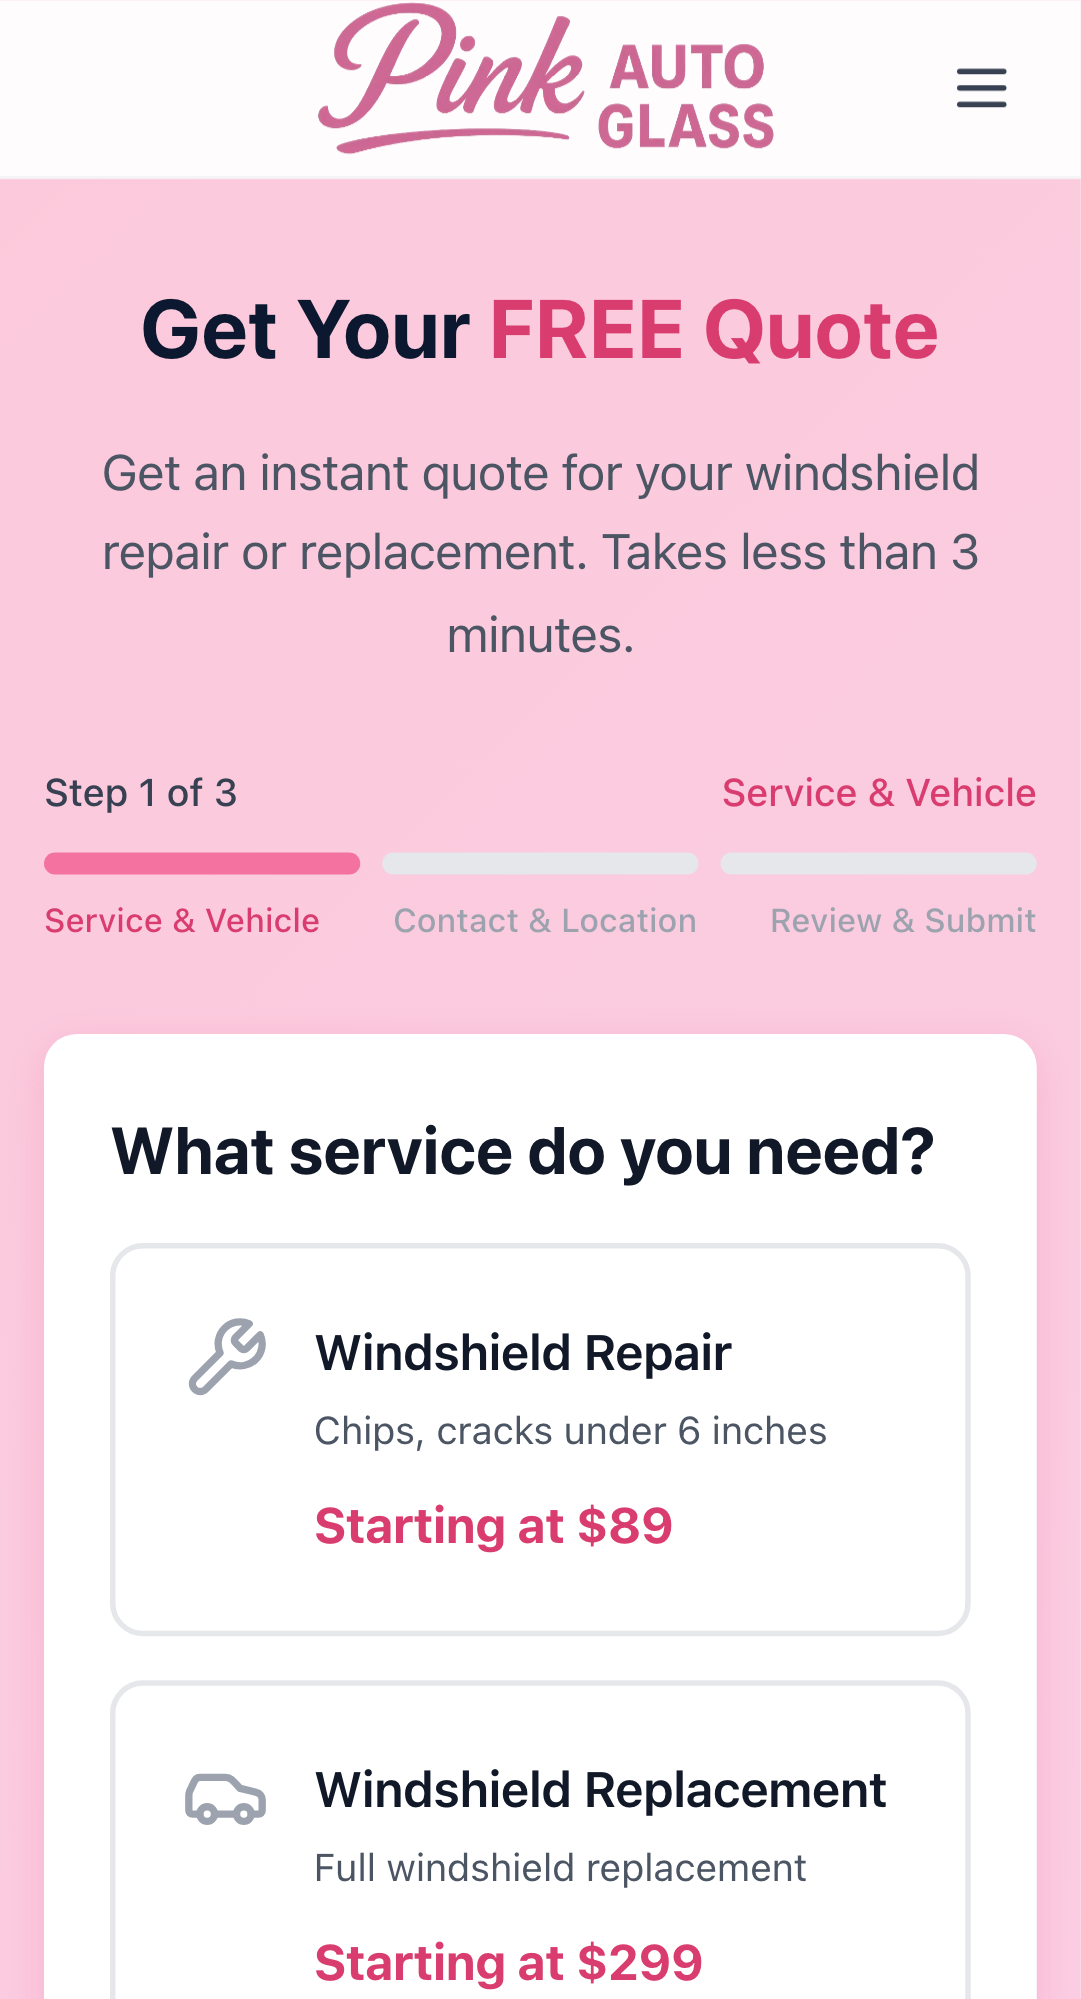 Pink AUTO
GLASS
Get Your FREE Quote
Get an instant quote for your windshield
repair or replacement. Takes less than 3
minutes.
Step 1 of 3
Service & Vehicle
Service & Vehicle
Contact & Location
Review & Submit
What service do you need?
Windshield Repair
Chips, cracks under 6 inches
Starting at $89
Windshield Replacement
Full windshield replacement
Starting at $299